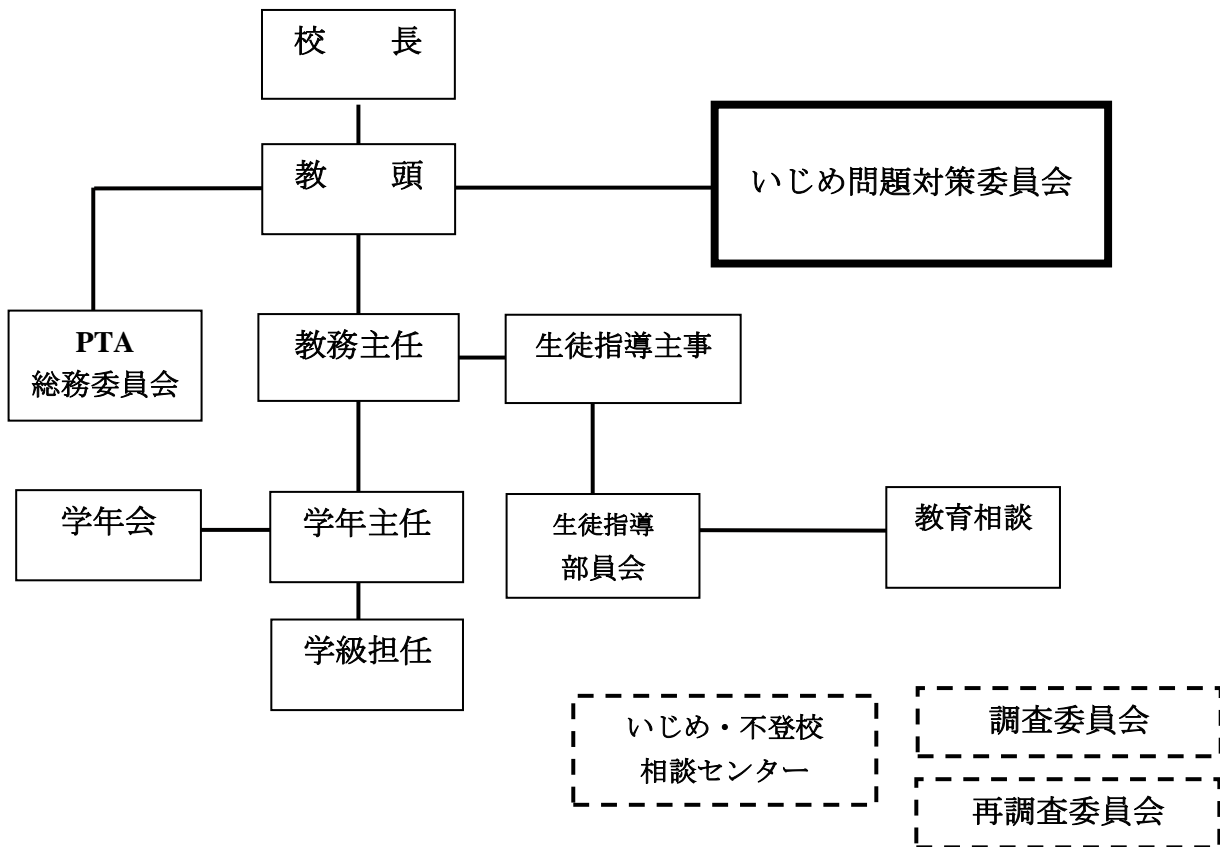 校　　長
教　　頭
いじめ問題対策委員会
PTA
総務委員会
教務主任
生徒指導主事
学年会
学年主任
生徒指導
部員会
教育相談
学級担任
いじめ・不登校
相談センター
調査委員会
再調査委員会